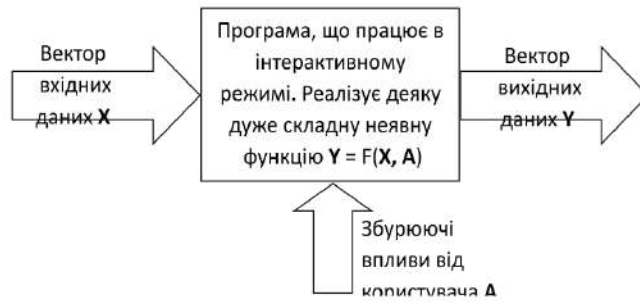 Вектор
вхідних
даних X
Програма, що працює в
інтерактивному
режимі. Реалізує деяку
дуже складну неявну
функцію Y = F(X, A)
Вектор
вихідних
даних Y
Збурюючі
впливи від
користувача A